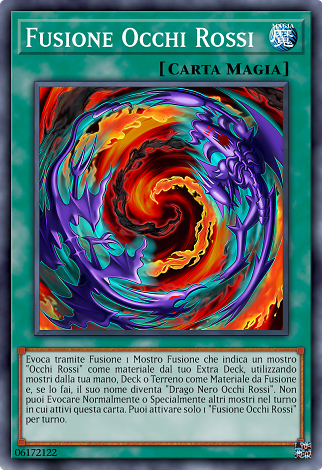 Fusione Occhi Rossi
MAGIA
[Carta Magia]
Evoca tramite Fusione 1 Mostro Fusione che indica un mostro
"Occhi Rossi" come materiale dal tuo Extra Deck, utilizzando
mostri dalla tua mano, Deck o Terreno come Materiale da Fusione
e, se lo fai, il suo nome diventa "Drago Nero Occhi Rossi". Non
puoi Evocare Normalmente o Specialmente altri mostri nel turno
in cui attivi questa carta. Puoi attivare solo 1 "Fusione Occhi Rossi"
per turno.
06172122